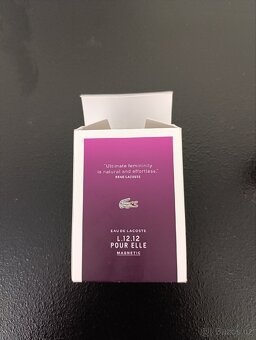 "Ultimate femininity
is natural and effortless."
RENÉ LACOSTE
EAU DE LACOSTE
L.12.12
POUR ELLE
MAGNETIC